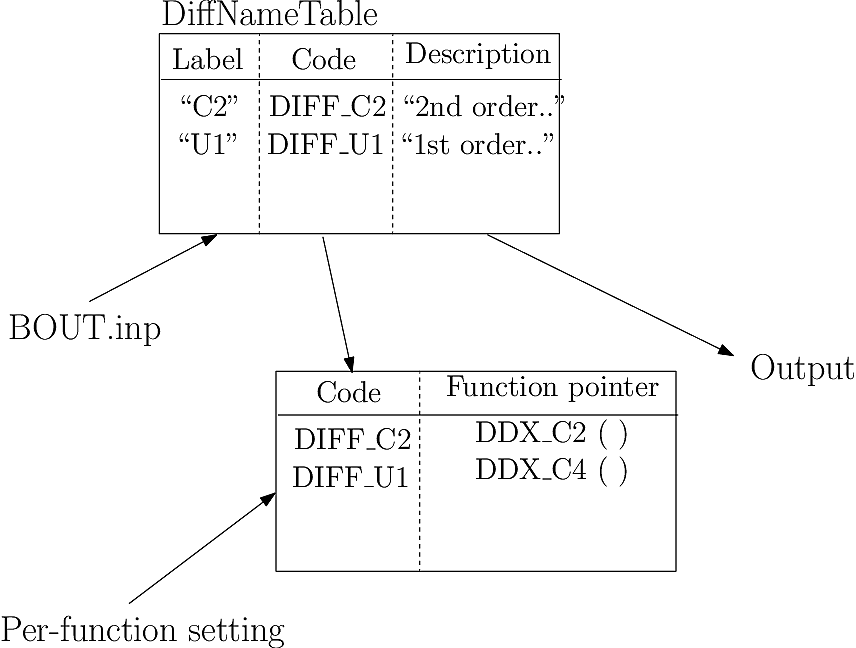 DiffNameTable
Label Code Description
“C2” DIFF_C2 “2nd order..”
“U1” DIFF_U1 “1st order..”
BOUT.inp
Output
Code Function pointer
DIFF_C2 DDX_C2 ( )
DIFF_U1 DDX_C4 ( )
Per-function setting